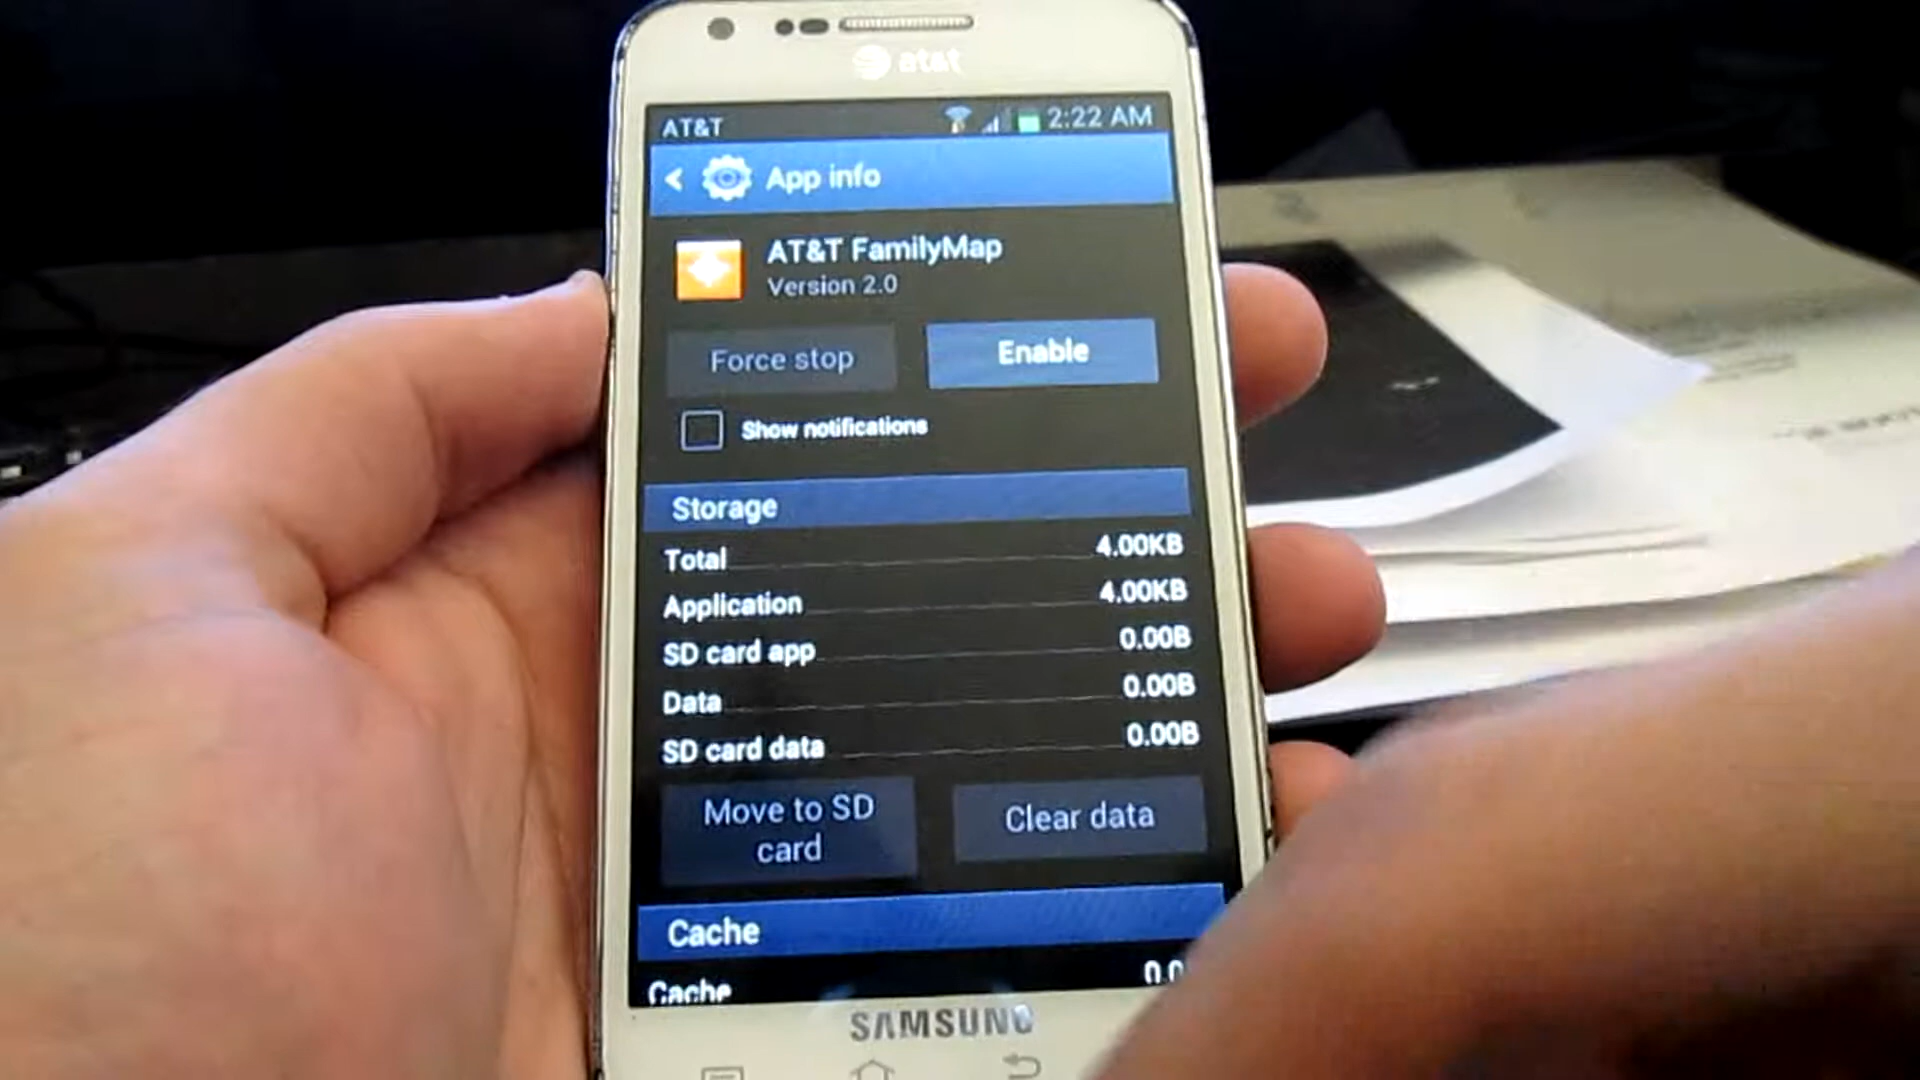 at&t
AT&T 2:22 AM
App info
AT&T FamilyMap
Version 2.0
Force stop Enable
Show notifications
Storage
Total 4.00KB
Application 4.00KB
SD card app 0.00B
Data 0.00B
SD card data 0.00B
Move to SD
card
Clear data
Cache
Cache 0.0
SAMSUNG